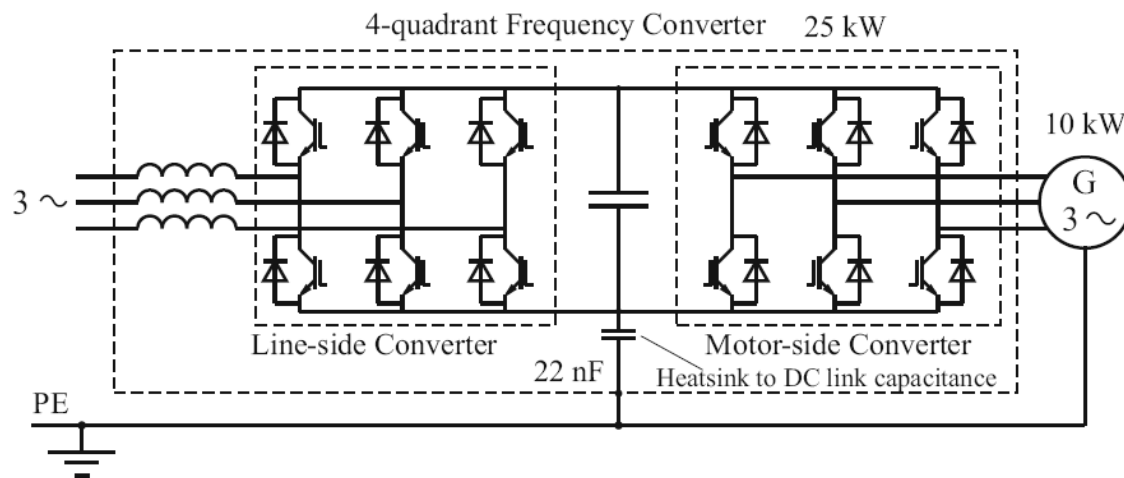 4-quadrant Frequency Converter 25 kW
10 kW
G
3 ~
3 ~
Line-side Converter
Motor-side Converter
22 nF
Heatsink to DC link capacitance
PE